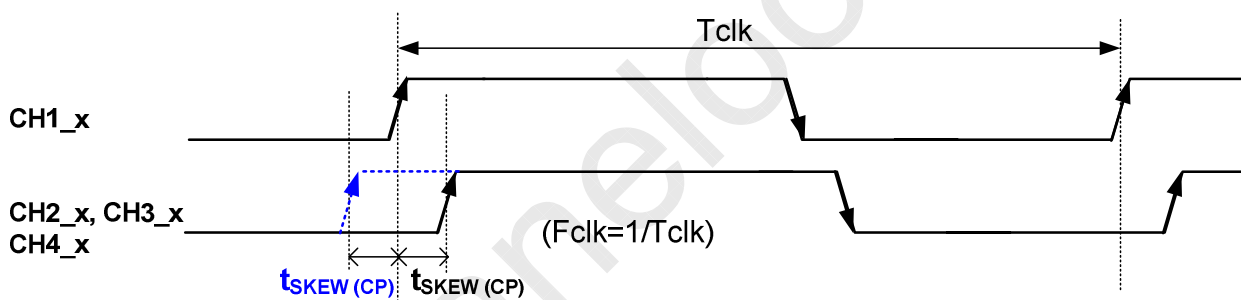 Tclk
CH1_x
CH2_x, CH3_x
CH4_x
(Fclk=1/Tclk)
tSKEW (CP)
tSKEW (CP)